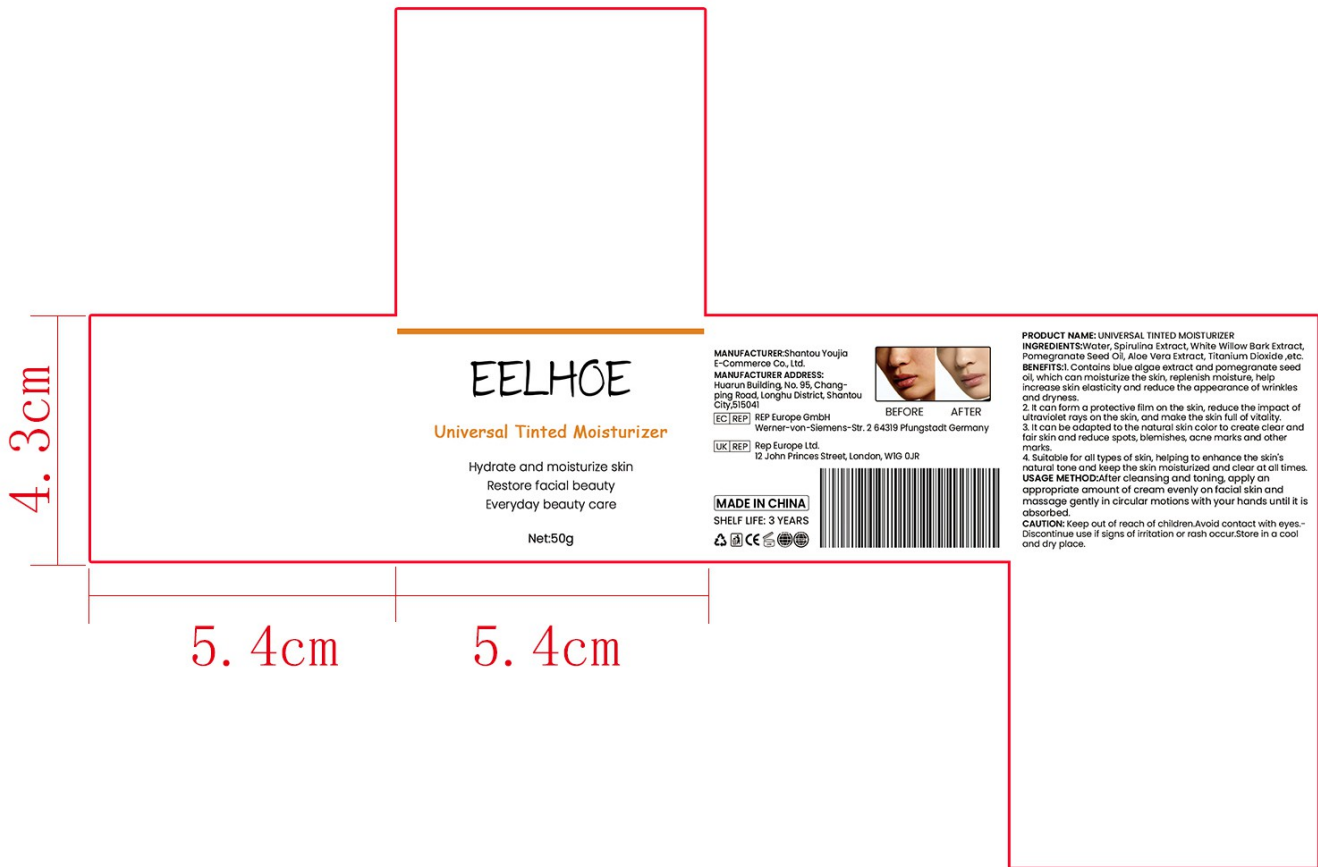 4.3cm
5.4cm
5.4cm
EELHOE
Universal Tinted Moisturizer
Hydrate and moisturize skin
Restore facial beauty
Everyday beauty care
Net:50g
MANUFACTURER:Shantou Youjia
E-Commerce Co., Ltd.
MANUFACTURER ADDRESS:
Huarun Building, No. 95, Chang-
ping Road, Longhu District, Shantou
City,515041
BEFORE AFTER
EC REP REP Europe GmbH
Werner-von-Siemens-Str. 2 64319 Pfungstadt Germany
UK REP Rep Europe Ltd.
12 John Princes Street, London, W1G 0JR
MADE IN CHINA
SHELF LIFE: 3 YEARS
CE
PRODUCT NAME: UNIVERSAL TINTED MOISTURIZER
INGREDIENTS:Water, Spirulina Extract, White Willow Bark Extract,
Pomegranate Seed Oil, Aloe Vera Extract, Titanium Dioxide ,etc.
BENEFITS:1. Contains blue algae extract and pomegranate seed
oil, which can moisturize the skin, replenish moisture, help
increase skin elasticity and reduce the appearance of wrinkles
and dryness.
2. It can form a protective film on the skin, reduce the impact of
ultraviolet rays on the skin, and make the skin full of vitality.
3. It can be adapted to the natural skin color to create clear and
fair skin and reduce spots, blemishes, acne marks and other
marks.
4. Suitable for all types of skin, helping to enhance the skin's
natural tone and keep the skin moisturized and clear at all times.
USAGE METHOD:After cleansing and toning, apply an
appropriate amount of cream evenly on facial skin and
massage gently in circular motions with your hands until it is
absorbed.
CAUTION: Keep out of reach of children.Avoid contact with eyes.-
Discontinue use if signs of irritation or rash occur.Store in a cool
and dry place.